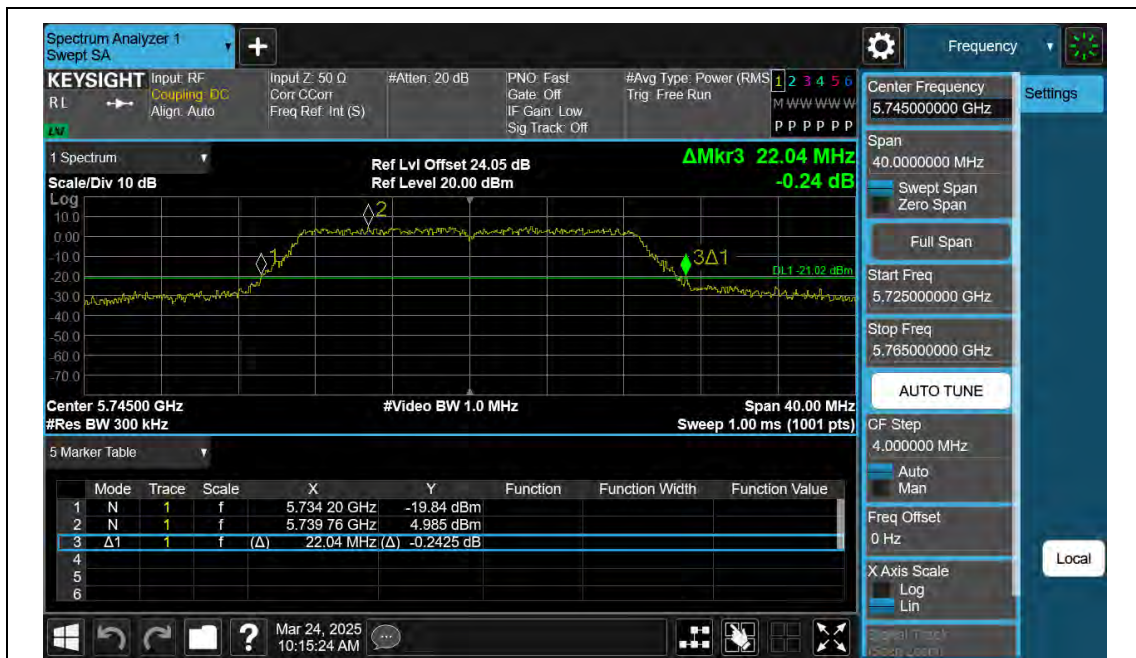 Spectrum Analyzer 1
Swept SA
Frequency
KEYSIGHT Input: RF Input Z: 50 Ω #Atten: 20 dB PNO: Fast #Avg Type: Power (RMS 1 2 3 4 5 6
RL Coupling: DC Corr CCorr Gate: Off Trig: Free Run M W W W W W
Align: Auto Freq Ref: Int (S) IF Gain: Low
LXI Sig Track: Off P P P P P P
1 Spectrum
Ref Lvl Offset 24.05 dB ΔMkr3 22.04 MHz
Scale/Div 10 dB Ref Level 20.00 dBm -0.24 dB
Log
10.0
0.00
-10.0
-20.0
-30.0
-40.0
-50.0
-60.0
-70.0
1
2
3Δ1
DL1 -21.02 dBm
Center 5.74500 GHz #Video BW 1.0 MHz Span 40.00 MHz
#Res BW 300 kHz Sweep 1.00 ms (1001 pts)
5 Marker Table
Mode Trace Scale X Y Function Function Width Function Value
1 N 1 f 5.734 20 GHz -19.84 dBm
2 N 1 f 5.739 76 GHz 4.985 dBm
3 Δ1 1 f (Δ) 22.04 MHz (Δ) -0.2425 dB
4
5
6
Mar 24, 2025
10:15:24 AM
Center Frequency
5.745000000 GHz
Settings
Span
40.0000000 MHz
Swept Span
Zero Span
Full Span
Start Freq
5.725000000 GHz
Stop Freq
5.765000000 GHz
AUTO TUNE
CF Step
4.000000 MHz
Auto
Man
Freq Offset
0 Hz
Local
X Axis Scale
Log
Lin
Signal Track
(Span Zoom)